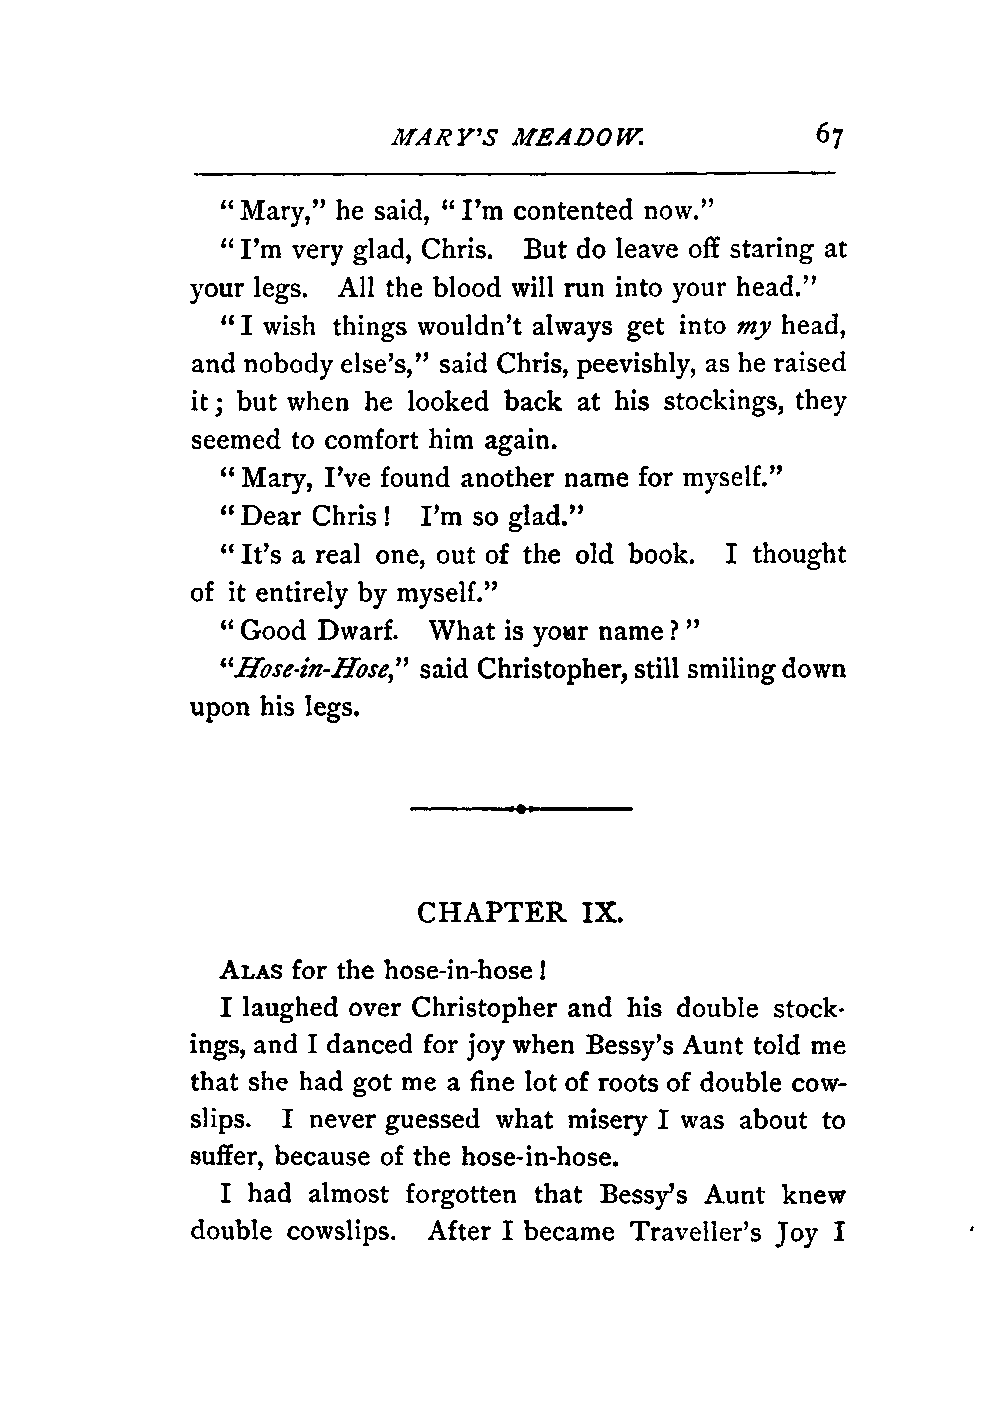 MARY'S MEADOW. 67
“Mary,” he said, “I'm contented now.”
“I'm very glad, Chris. But do leave off staring at
your legs. All the blood will run into your head.”
“I wish things wouldn't always get into my head,
and nobody else's,” said Chris, peevishly, as he raised
it; but when he looked back at his stockings, they
seemed to comfort him again.
“Mary, I've found another name for myself.”
“Dear Chris! I'm so glad.”
“It's a real one, out of the old book. I thought
of it entirely by myself.”
“Good Dwarf. What is your name?”
“Hose-in-Hose,” said Christopher, still smiling down
upon his legs.
CHAPTER IX.
ALAS for the hose-in-hose!
I laughed over Christopher and his double stock-
ings, and I danced for joy when Bessy's Aunt told me
that she had got me a fine lot of roots of double cow-
slips. I never guessed what misery I was about to
suffer, because of the hose-in-hose.
I had almost forgotten that Bessy's Aunt knew
double cowslips. After I became Traveller's Joy I